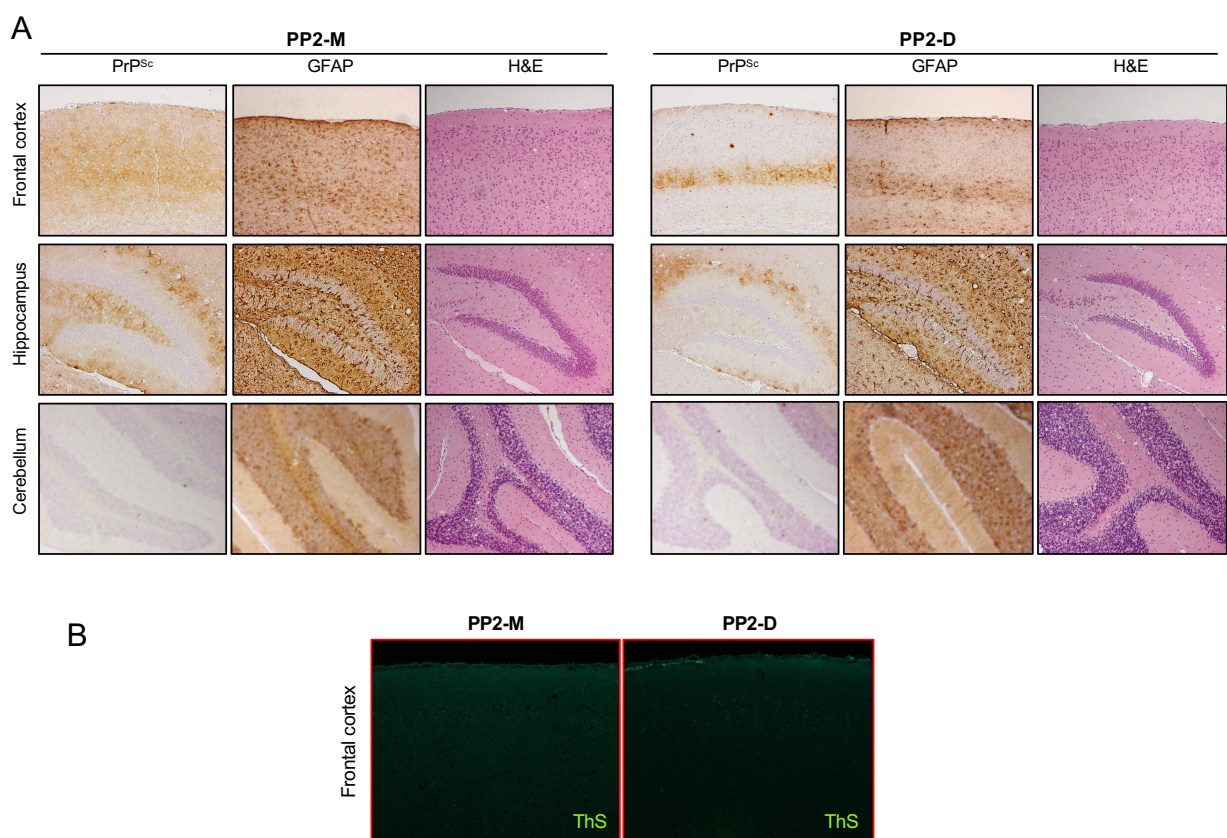 A
PP2-M
PP2-D
PrPSc
GFAP
H&E
PrPSc
GFAP
H&E
Frontal cortex
Hippocampus
Cerebellum
B
PP2-M
PP2-D
Frontal cortex
ThS
ThS